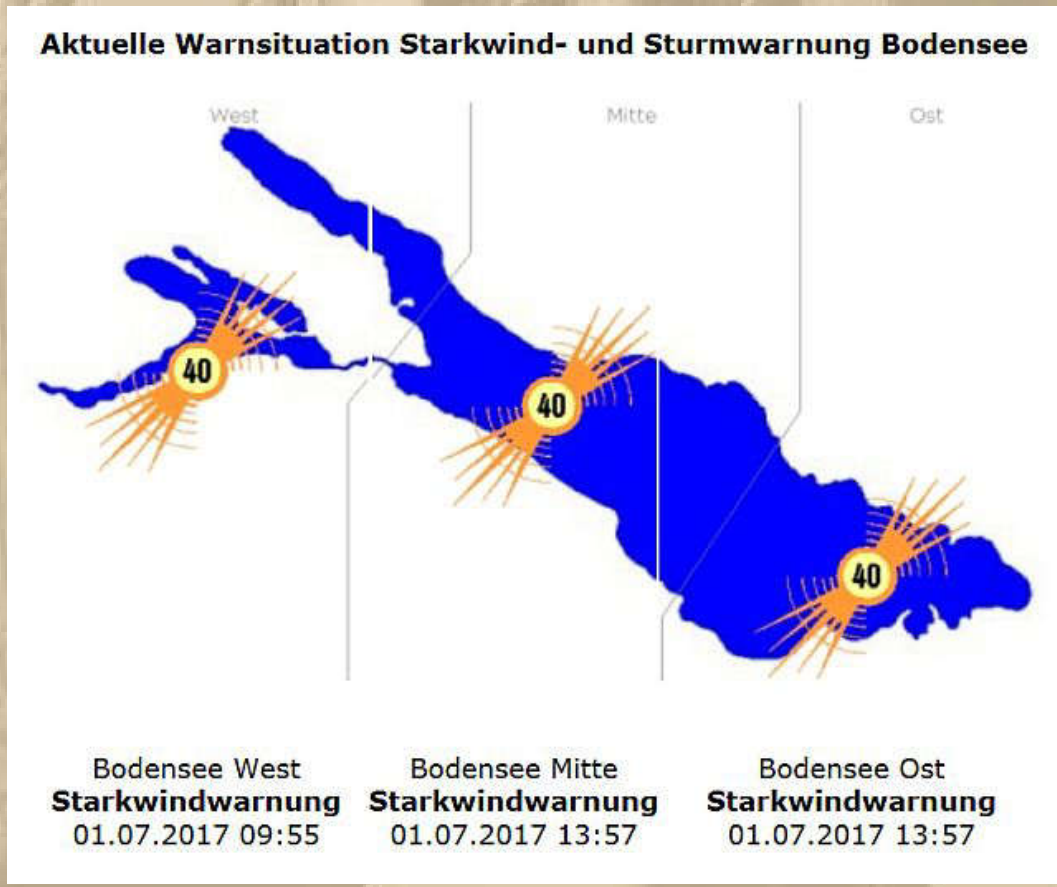 Aktuelle Warnsituation Starkwind- und Sturmwarnung Bodensee
West
Mitte
Ost
40
40
40
Bodensee West
Starkwindwarnung
01.07.2017 09:55
Bodensee Mitte
Starkwindwarnung
01.07.2017 13:57
Bodensee Ost
Starkwindwarnung
01.07.2017 13:57